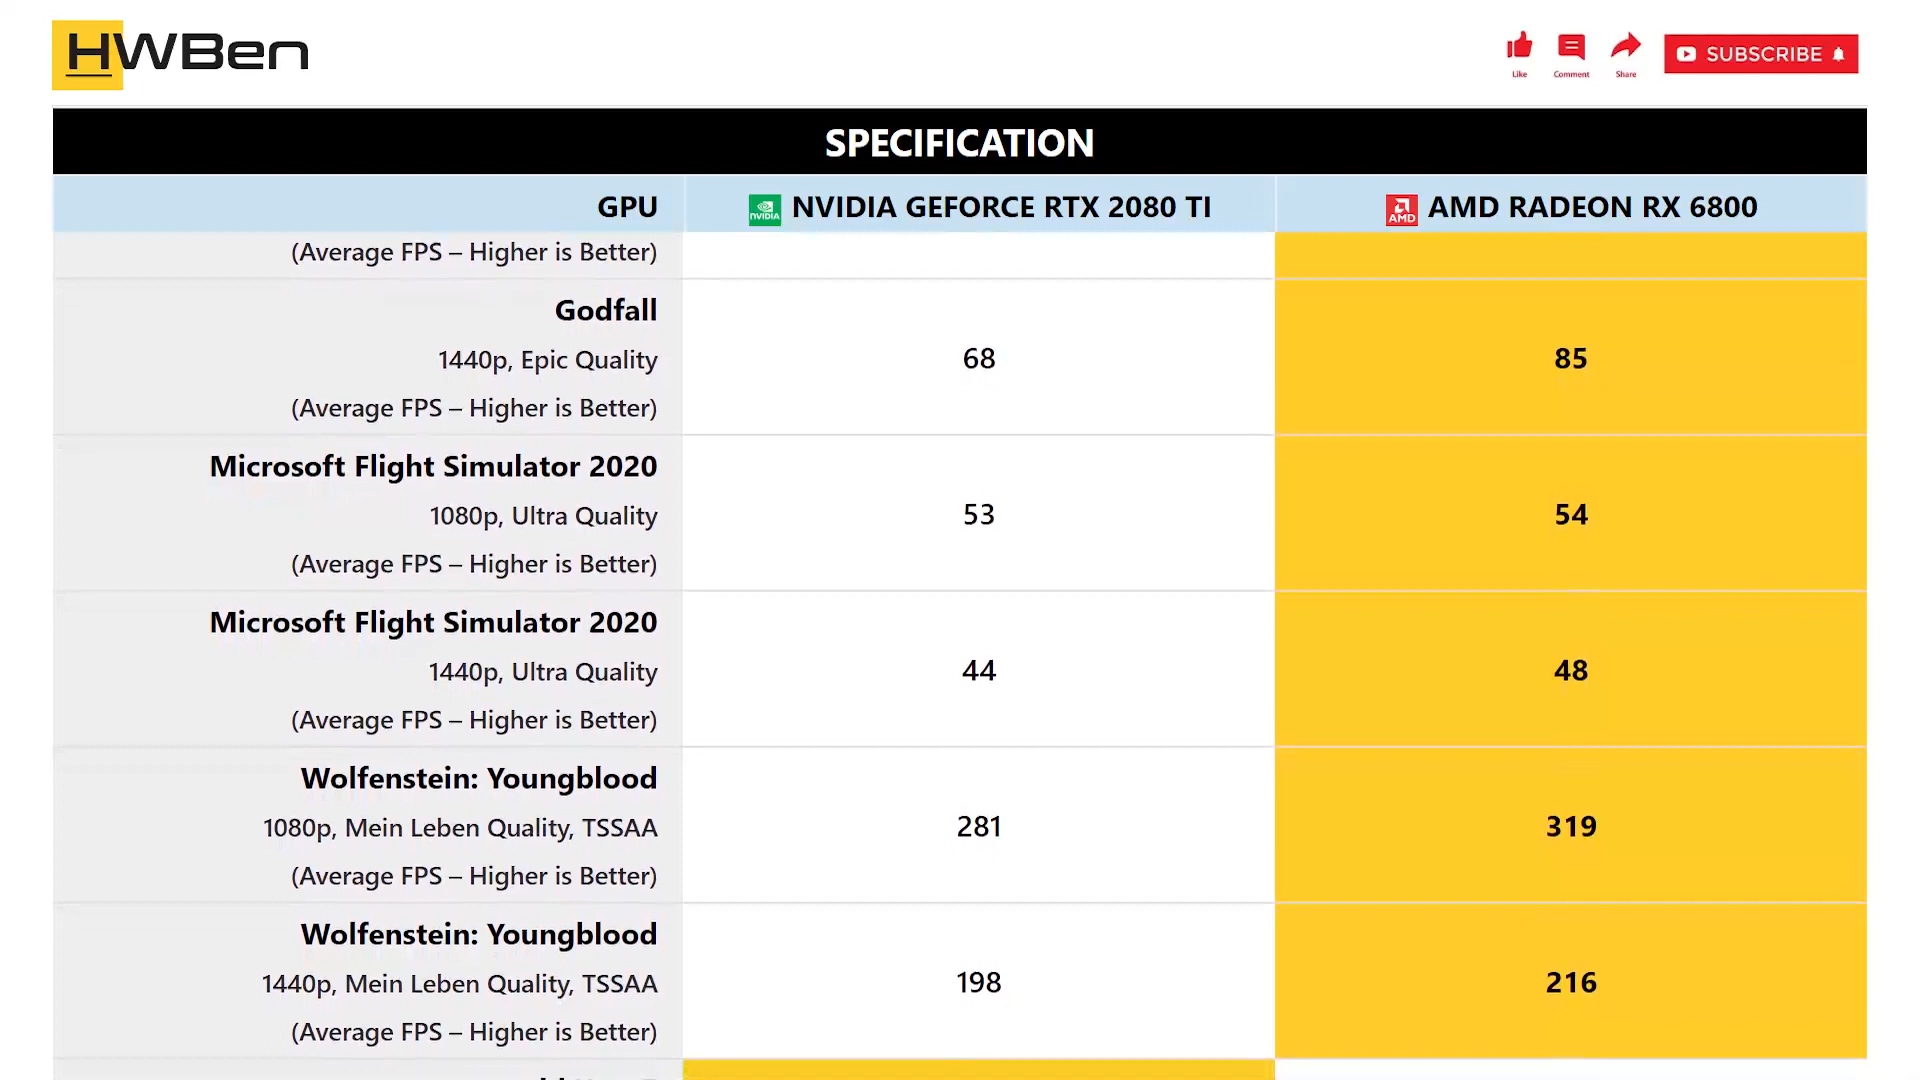 HWBen
Like
Comment
Share
SUBSCRIBE
SPECIFICATION
GPU
NVIDIA
NVIDIA GEFORCE RTX 2080 TI
AMD
AMD RADEON RX 6800
(Average FPS – Higher is Better)
Godfall
1440p, Epic Quality
(Average FPS – Higher is Better)
68
85
Microsoft Flight Simulator 2020
1080p, Ultra Quality
(Average FPS – Higher is Better)
53
54
Microsoft Flight Simulator 2020
1440p, Ultra Quality
(Average FPS – Higher is Better)
44
48
Wolfenstein: Youngblood
1080p, Mein Leben Quality, TSSAA
(Average FPS – Higher is Better)
281
319
Wolfenstein: Youngblood
1440p, Mein Leben Quality, TSSAA
(Average FPS – Higher is Better)
198
216